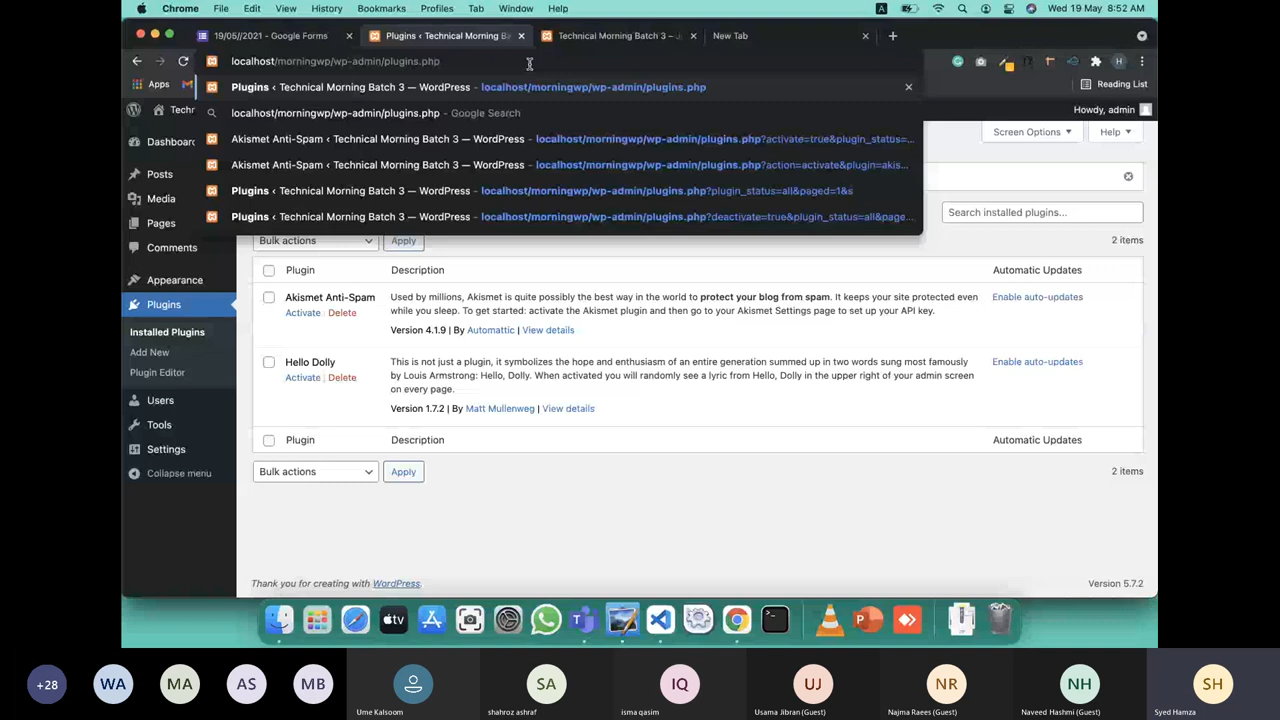 Chrome File Edit View History Bookmarks Profiles Tab Window Help A Wed 19 May 8:52 AM
19/05//2021 - Google Forms
Plugins ‹ Technical Morning Ba
Technical Morning Batch 3 –
New Tab
localhost/morningwp/wp-admin/plugins.php
H
Apps
Plugins ‹ Technical Morning Batch 3 — WordPress - localhost/morningwp/wp-admin/plugins.php
Reading List
Techn
localhost/morningwp/wp-admin/plugins.php - Google Search
Howdy, admin
Akismet Anti-Spam ‹ Technical Morning Batch 3 — WordPress - localhost/morningwp/wp-admin/plugins.php?activate=true&plugin_status=...
Akismet Anti-Spam ‹ Technical Morning Batch 3 — WordPress - localhost/morningwp/wp-admin/plugins.php?action=activate&plugin=akis...
Plugins ‹ Technical Morning Batch 3 — WordPress - localhost/morningwp/wp-admin/plugins.php?plugin_status=all&paged=1&s
Plugins ‹ Technical Morning Batch 3 — WordPress - localhost/morningwp/wp-admin/plugins.php?deactivate=true&plugin_status=all&page...
Screen Options
Help
Dashboard
Posts
Media
Pages
Comments
Appearance
Plugins
Installed Plugins
Add New
Plugin Editor
Users
Tools
Settings
Collapse menu
Search installed plugins...
Bulk actions
Apply
2 items
Plugin Description Automatic Updates
Akismet Anti-Spam
Activate | Delete
Used by millions, Akismet is quite possibly the best way in the world to protect your blog from spam. It keeps your site protected even
while you sleep. To get started: activate the Akismet plugin and then go to your Akismet Settings page to set up your API key.
Version 4.1.9 | By Automattic | View details
Enable auto-updates
Hello Dolly
Activate | Delete
This is not just a plugin, it symbolizes the hope and enthusiasm of an entire generation summed up in two words sung most famously
by Louis Armstrong: Hello, Dolly. When activated you will randomly see a lyric from Hello, Dolly in the upper right of your admin screen
on every page.
Version 1.7.2 | By Matt Mullenweg | View details
Enable auto-updates
Plugin Description Automatic Updates
Bulk actions
Apply
2 items
Thank you for creating with WordPress.
Version 5.7.2
tv
+28 WA MA AS MB SA IQ UJ NR NH SH
Ume Kalsoom
shahroz ashraf
isma qasim
Usama Jibran (Guest)
Najma Raees (Guest)
Naveed Hashmi (Guest)
Syed Hamza